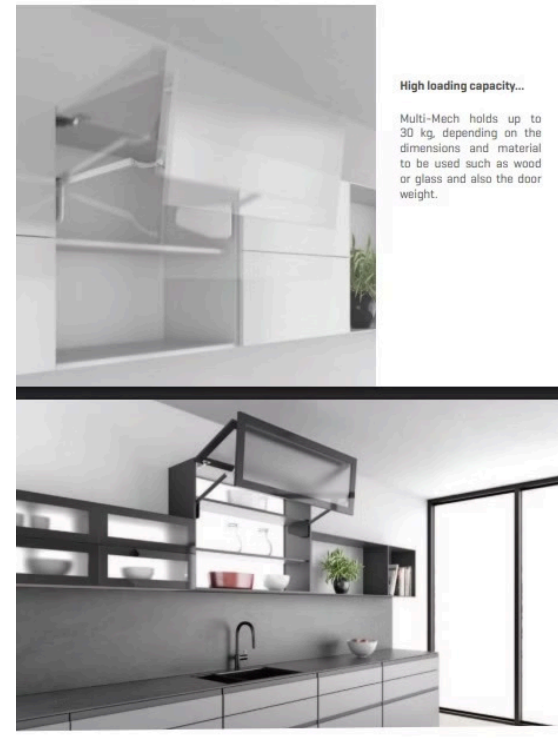 High loading capacity...
Multi-Mech holds up to
30 kg, depending on the
dimensions and material
to be used such as wood
or glass and also the door
weight.